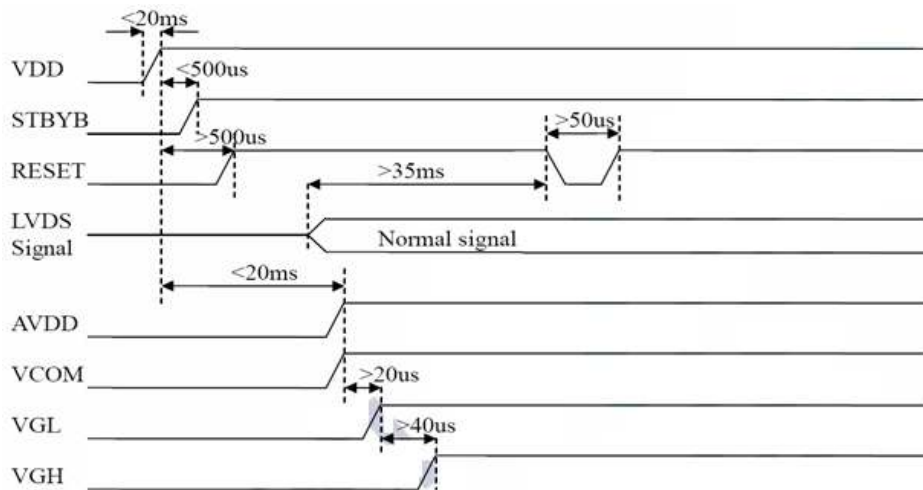 <20ms
VDD
<500us
STBYB
>500us
>50us
RESET
>35ms
LVDS
Signal
Normal signal
<20ms
AVDD
VCOM
>20us
VGL
>40us
VGH